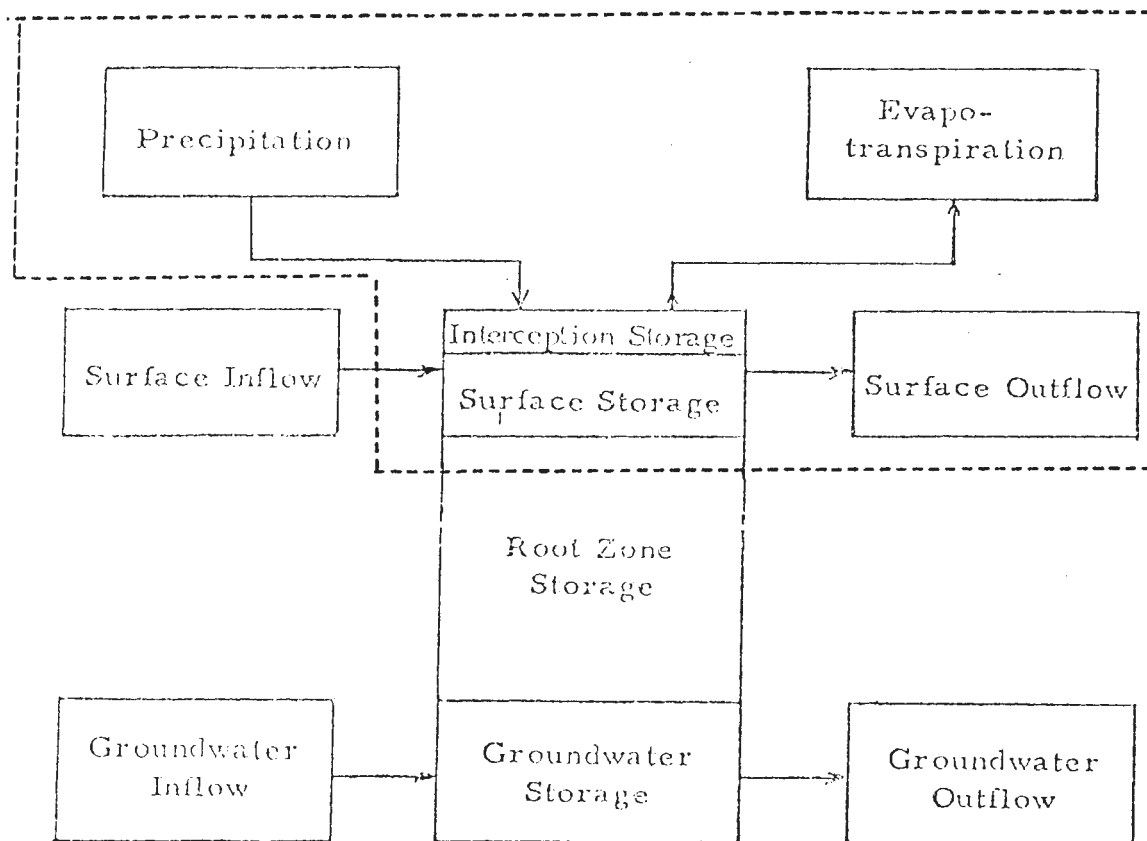 Precipitation
Evapo-
transpiration
Interception Storage
Surface Inflow
Surface Storage
Surface Outflow
Root Zone
Storage
Groundwater
Inflow
Groundwater
Storage
Groundwater
Outflow